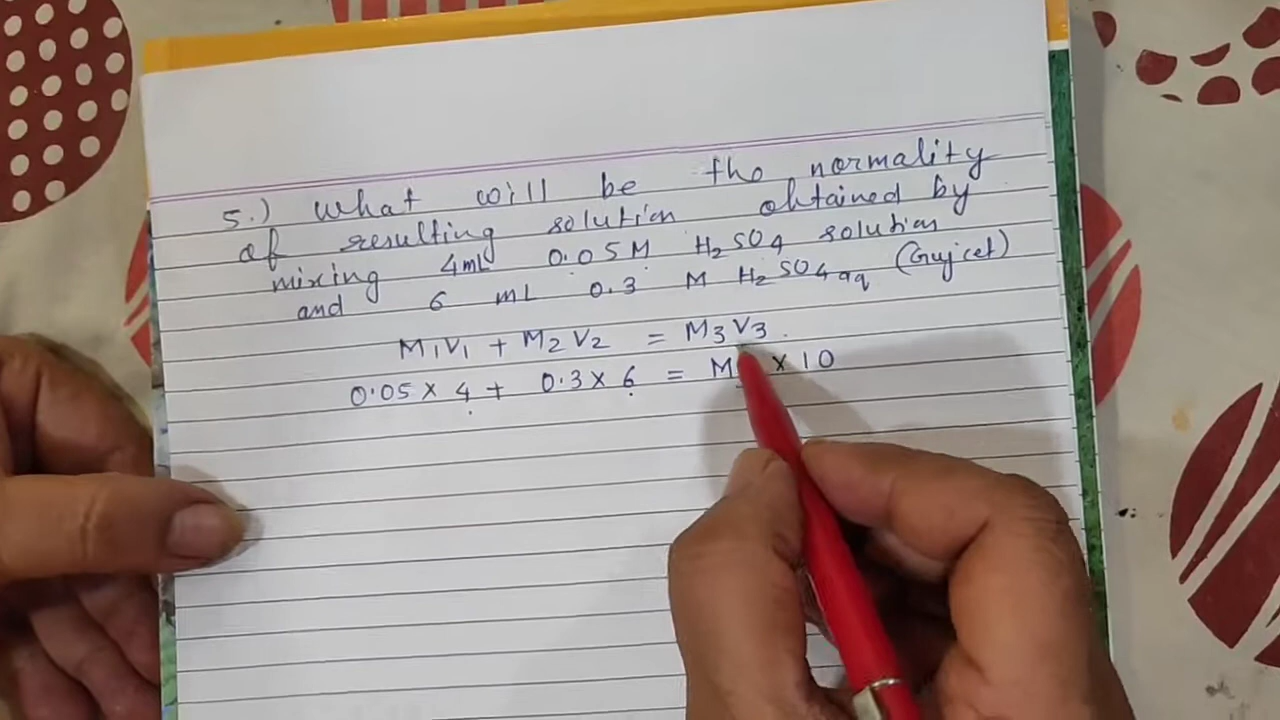 5.) What will be the normality
of resulting solution obtained by
mixing 4mL 0.05M H2SO4 solution
and 6 mL 0.3 M H2SO4 aq (Gujcet)
M1V1 + M2V2 = M3V3
0.05 × 4 + 0.3 × 6 = M × 10